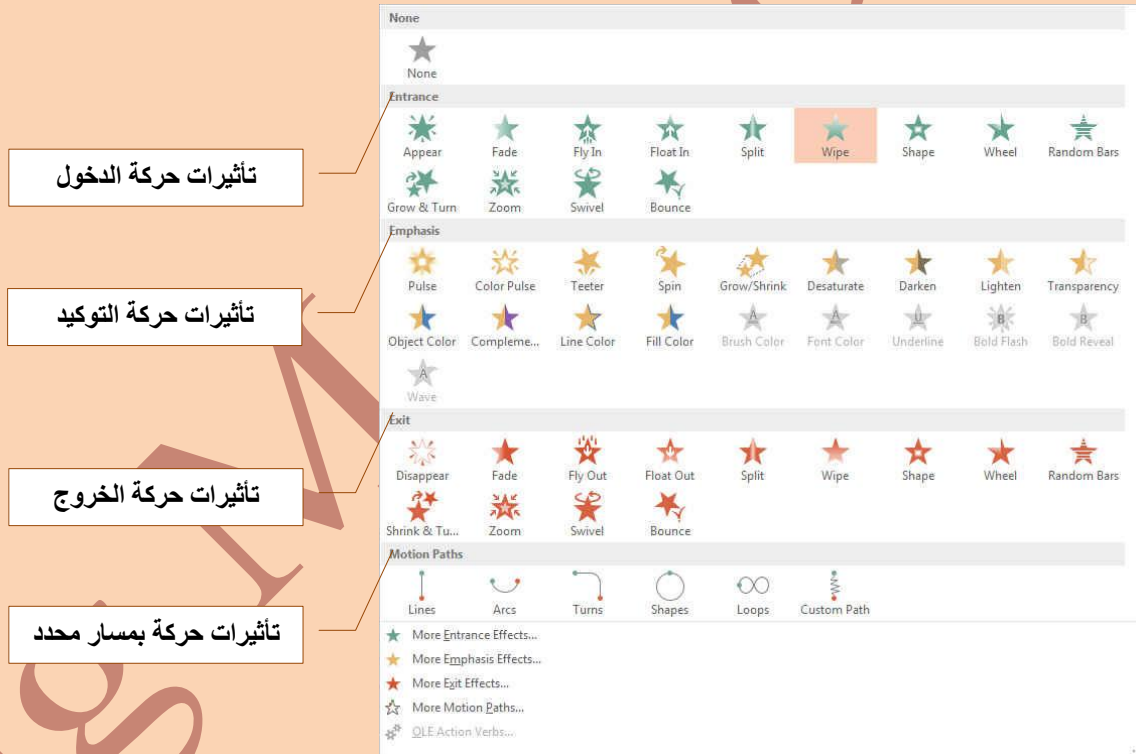 None
None
Entrance
Appear Fade Fly In Float In Split Wipe Shape Wheel Random Bars
تأثيرات حركة الدخول
Grow & Turn Zoom Swivel Bounce
Emphasis
Pulse Color Pulse Teeter Spin Grow/Shrink Desaturate Darken Lighten Transparency
تأثيرات حركة التوكيد
Object Color Compleme... Line Color Fill Color Brush Color Font Color Underline Bold Flash Bold Reveal
Wave
Exit
Disappear Fade Fly Out Float Out Split Wipe Shape Wheel Random Bars
تأثيرات حركة الخروج
Shrink & Tu... Zoom Swivel Bounce
Motion Paths
Lines Arcs Turns Shapes Loops Custom Path
تأثيرات حركة بمسار محدد
More Entrance Effects...
More Emphasis Effects...
More Exit Effects...
More Motion Paths...
OLE Action Verbs...